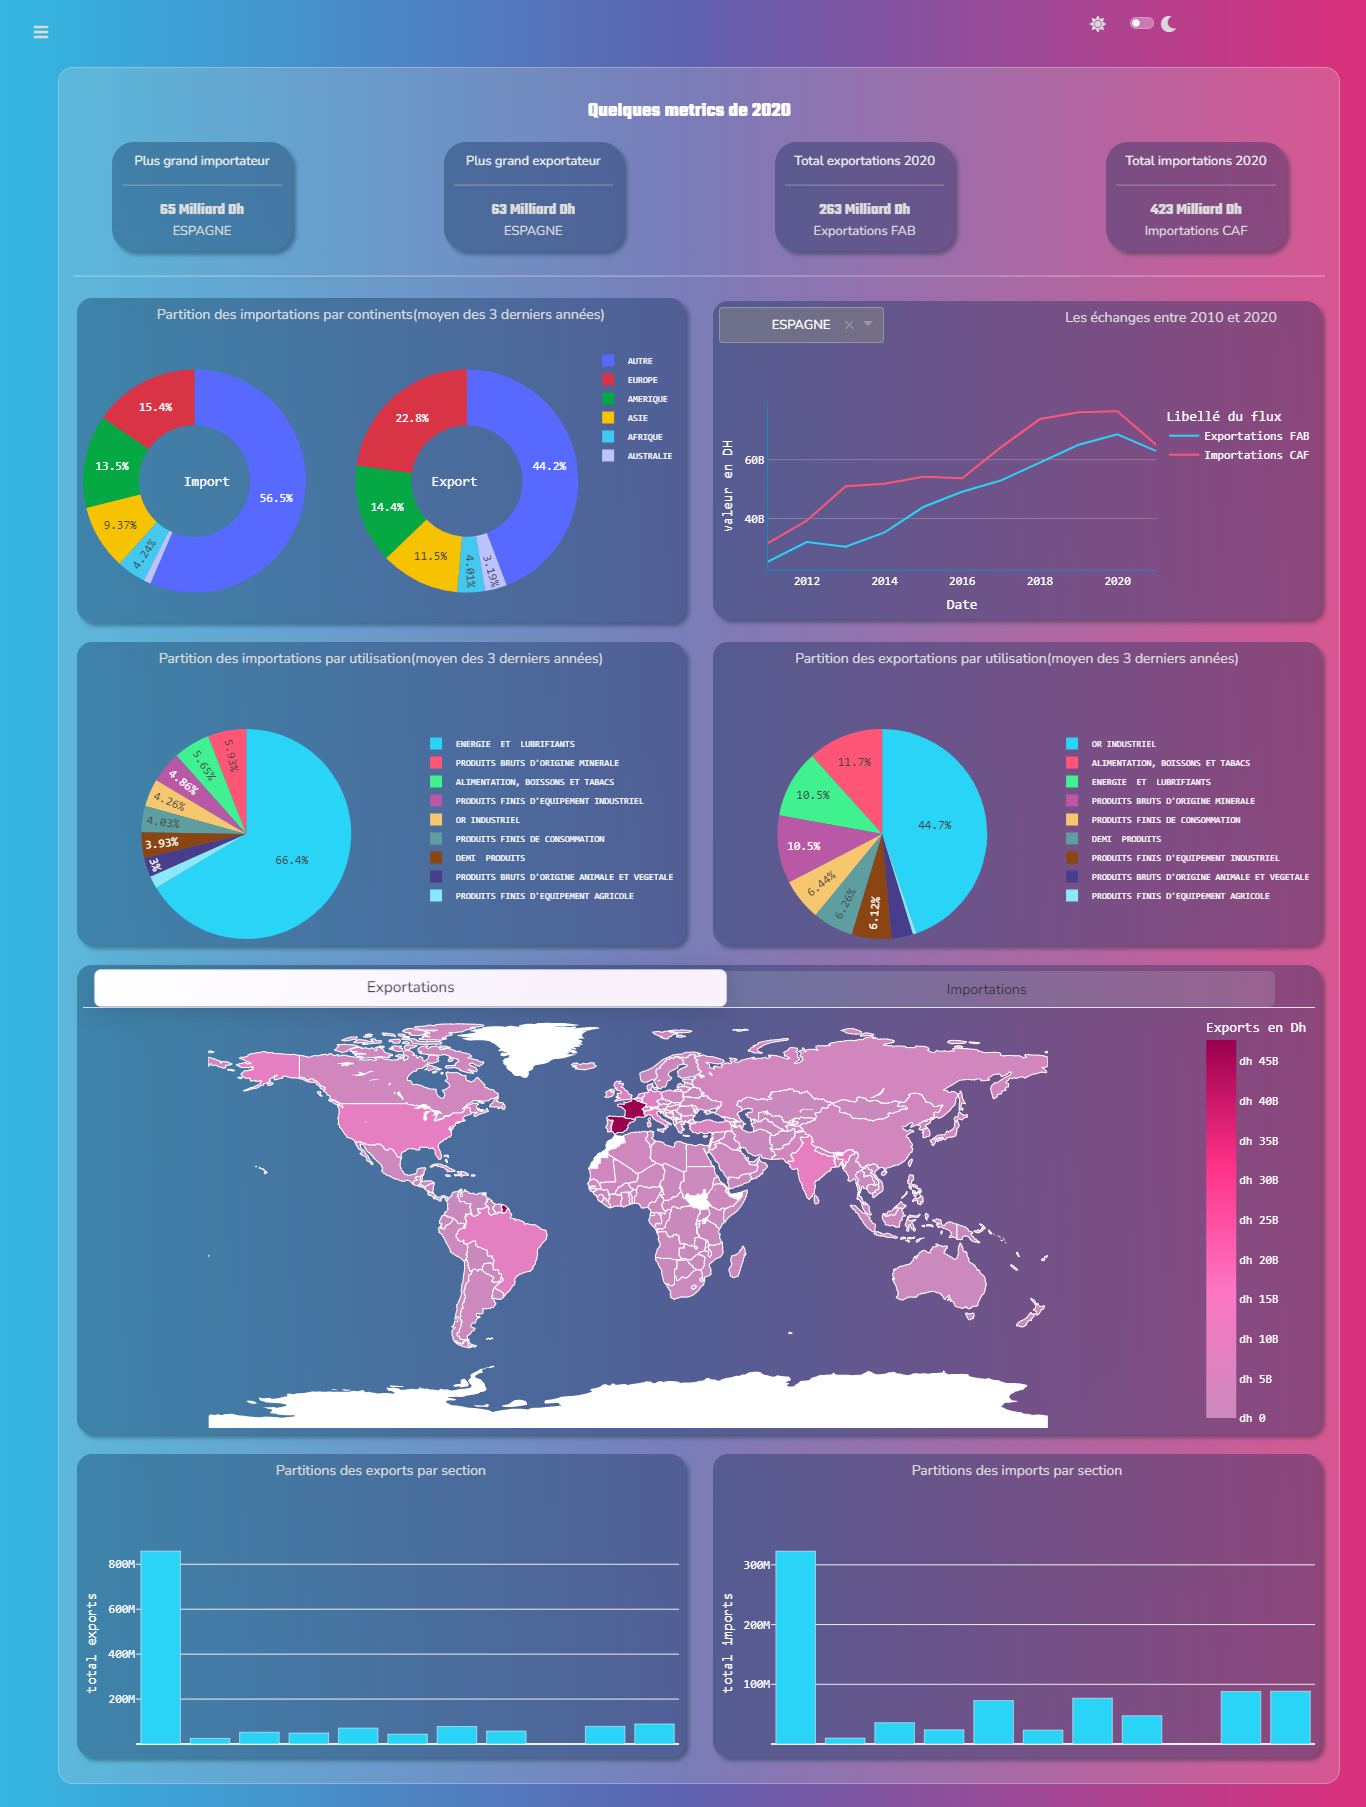 Quelques metrics de 2020
Plus grand importateur
65 Milliard Dh
ESPAGNE
Plus grand exportateur
63 Milliard Dh
ESPAGNE
Total exportations 2020
263 Milliard Dh
Exportations FAB
Total importations 2020
423 Milliard Dh
Importations CAF
Partition des importations par continents(moyen des 3 derniers années)
15.4%
13.5%
9.37%
4.24%
56.5%
Import
22.8%
14.4%
11.5%
4.01%
3.19%
44.2%
Export
AUTRE
EUROPE
AMERIQUE
ASIE
AFRIQUE
AUSTRALIE
ESPAGNE
Les échanges entre 2010 et 2020
valeur en DH
60B
40B
2012
2014
2016
2018
2020
Date
Libellé du flux
Exportations FAB
Importations CAF
Partition des importations par utilisation(moyen des 3 derniers années)
5.93%
5.65%
4.86%
4.26%
4.03%
3.93%
3%
66.4%
ENERGIE ET LUBRIFIANTS
PRODUITS BRUTS D'ORIGINE MINERALE
ALIMENTATION, BOISSONS ET TABACS
PRODUITS FINIS D'EQUIPEMENT INDUSTRIEL
OR INDUSTRIEL
PRODUITS FINIS DE CONSOMMATION
DEMI PRODUITS
PRODUITS BRUTS D'ORIGINE ANIMALE ET VEGETALE
PRODUITS FINIS D'EQUIPEMENT AGRICOLE
Partition des exportations par utilisation(moyen des 3 derniers années)
11.7%
10.5%
10.5%
6.44%
6.26%
6.12%
44.7%
OR INDUSTRIEL
ALIMENTATION, BOISSONS ET TABACS
ENERGIE ET LUBRIFIANTS
PRODUITS BRUTS D'ORIGINE MINERALE
PRODUITS FINIS DE CONSOMMATION
DEMI PRODUITS
PRODUITS FINIS D'EQUIPEMENT INDUSTRIEL
PRODUITS BRUTS D'ORIGINE ANIMALE ET VEGETALE
PRODUITS FINIS D'EQUIPEMENT AGRICOLE
Exportations
Importations
Exports en Dh
dh 45B
dh 40B
dh 35B
dh 30B
dh 25B
dh 20B
dh 15B
dh 10B
dh 5B
dh 0
Partitions des exports par section
total exports
800M
600M
400M
200M
Partitions des imports par section
total imports
300M
200M
100M